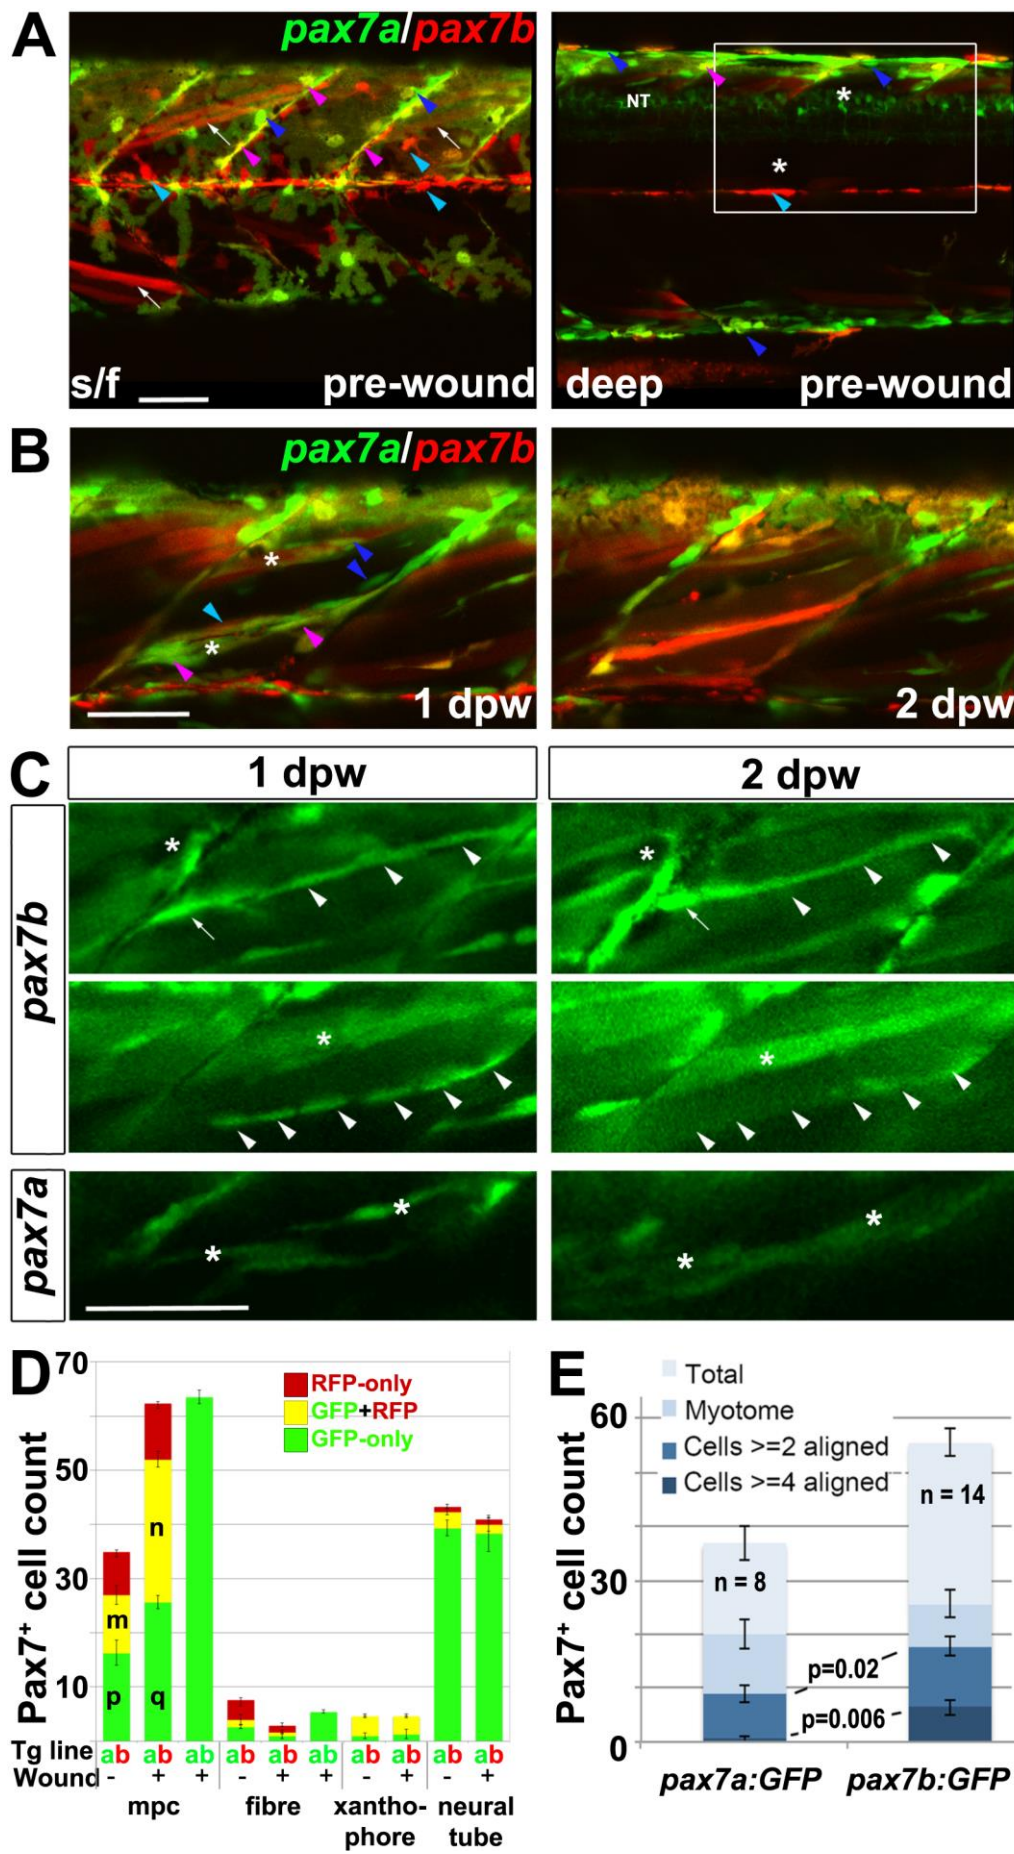 A
pax7a/pax7b
s/f pre-wound
NT
*
*
deep pre-wound
B
pax7a/pax7b
*
*
1 dpw
2 dpw
C
1 dpw
2 dpw
pax7b
*
*
*
*
pax7a
*
*
*
*
D
Pax7+ cell count
70
50
30
10
RFP-only
GFP+RFP
GFP-only
m
p
n
q
Tg line ab ab ab ab ab ab ab ab ab ab
Wound - + + - + + - + - +
mpc fibre xantho-phore neural tube
E
Pax7+ cell count
60
30
0
Total
Myotome
Cells >=2 aligned
Cells >=4 aligned
n = 8
n = 14
p=0.02
p=0.006
pax7a:GFP pax7b:GFP